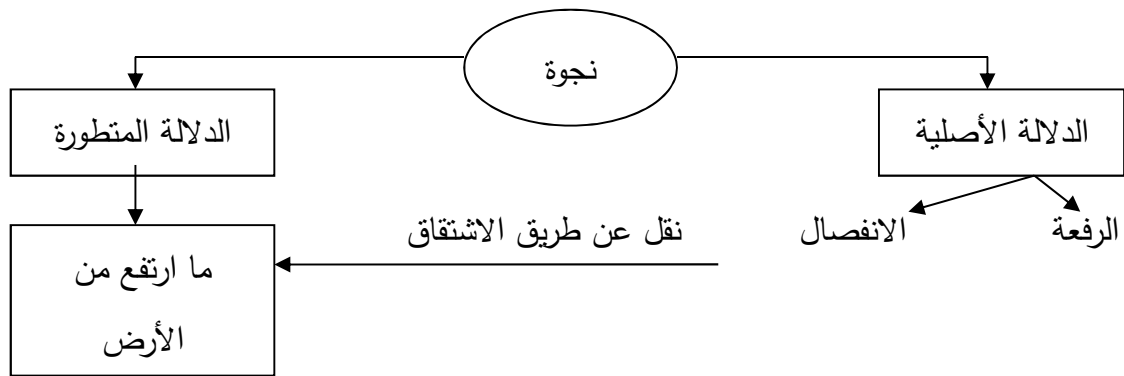 نجوة
الدلالة الأصلية
الدلالة المتطورة
الرفعة
الانفصال
نقل عن طريق الاشتقاق
ما ارتفع من
الأرض